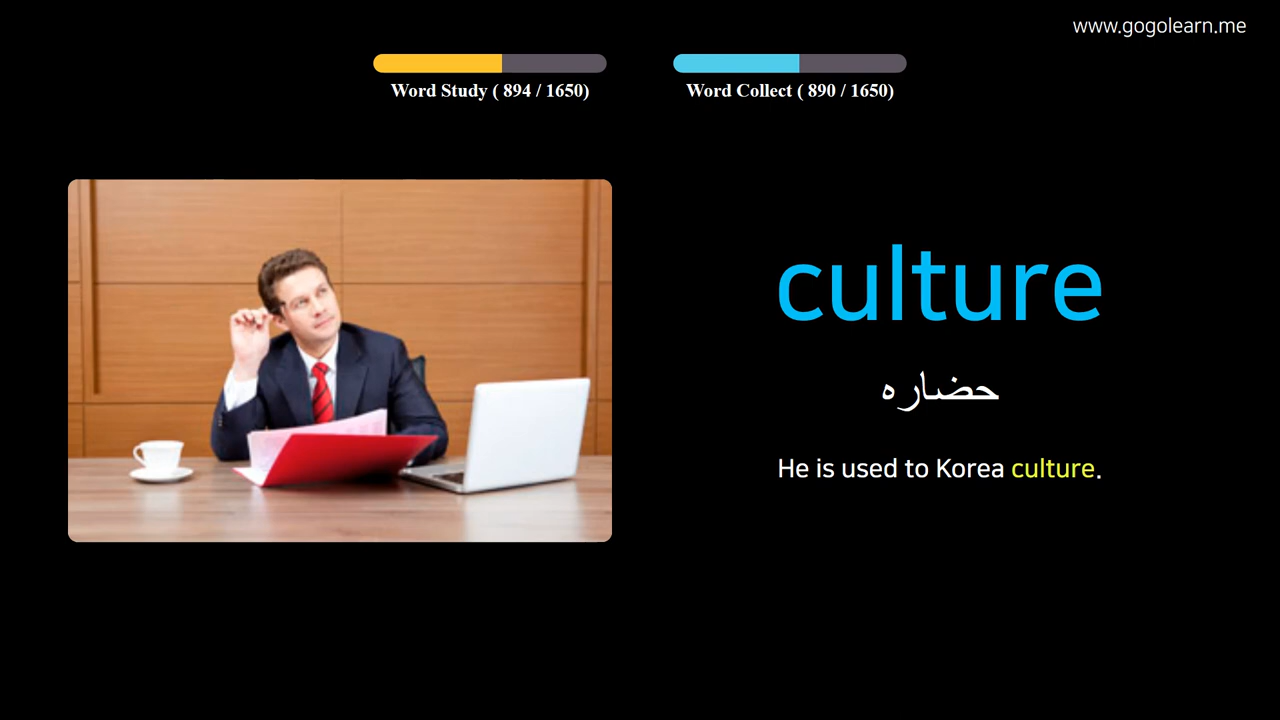 www.gogolearn.me
Word Study ( 894 / 1650)
Word Collect ( 890 / 1650)
culture
حضاره
He is used to Korea culture.